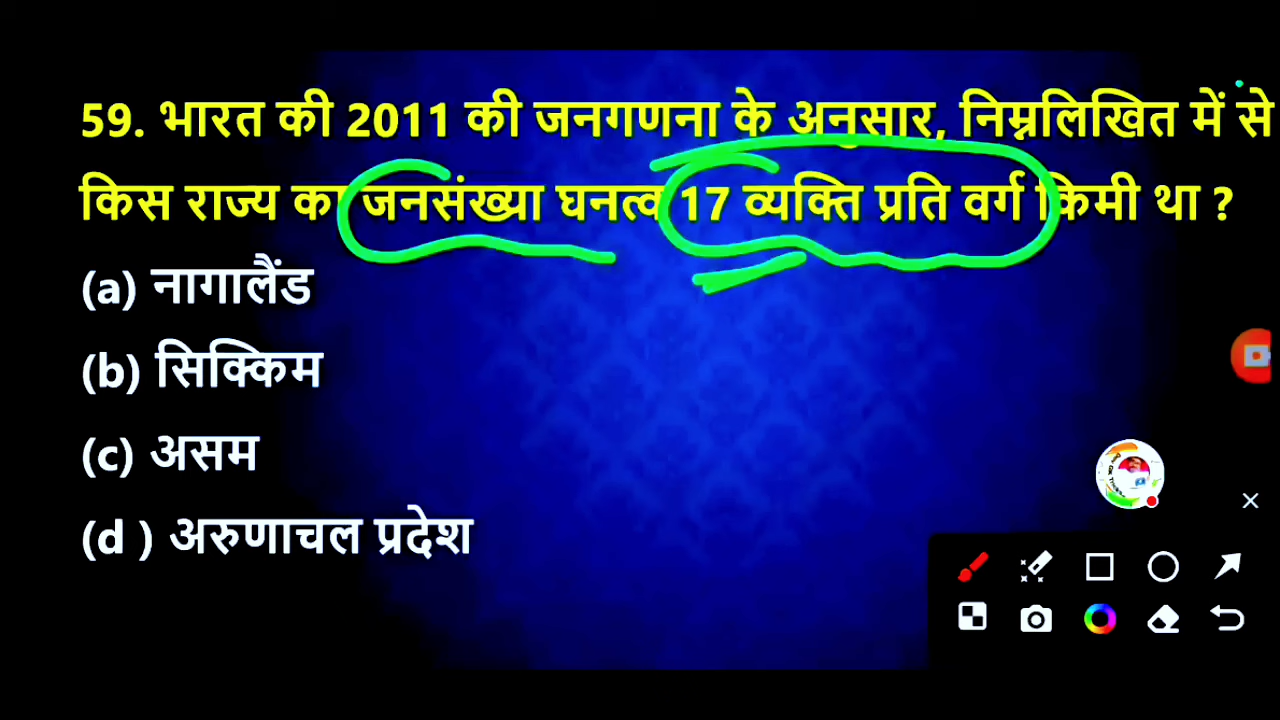 59. भारत की 2011 की जनगणना के अनुसार, निम्नलिखित में से
किस राज्य का जनसंख्या घनत्व 17 व्यक्ति प्रति वर्ग किमी था ?
(a) नागालैंड
(b) सिक्किम
(c) असम
(d ) अरुणाचल प्रदेश